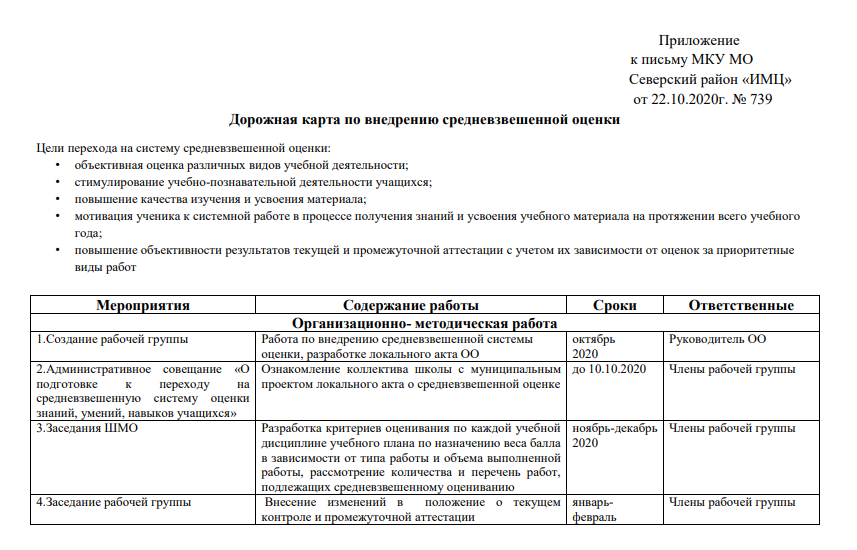 Приложение
к письму МКУ МО
Северский район «ИМЦ»
от 22.10.2020г. № 739
Дорожная карта по внедрению средневзвешенной оценки
Цели перехода на систему средневзвешенной оценки:
• объективная оценка различных видов учебной деятельности;
• стимулирование учебно-познавательной деятельности учащихся;
• повышение качества изучения и усвоения материала;
• мотивация ученика к системной работе в процессе получения знаний и усвоения учебного материала на протяжении всего учебного
года;
• повышение объективности результатов текущей и промежуточной аттестации с учетом их зависимости от оценок за приоритетные
виды работ
Мероприятия Содержание работы Сроки Ответственные
Организационно- методическая работа
1.Создание рабочей группы
Работа по внедрению средневзвешенной системы
оценки, разработке локального акта ОО
октябрь
2020
Руководитель ОО
2.Административное совещание «О
подготовке к переходу на
средневзвешенную систему оценки
знаний, умений, навыков учащихся»
Ознакомление коллектива школы с муниципальным
проектом локального акта о средневзвешенной оценке
до 10.10.2020
Члены рабочей группы
3.Заседания ШМО
Разработка критериев оценивания по каждой учебной
дисциплине учебного плана по назначению веса балла
в зависимости от типа работы и объема выполненной
работы, рассмотрение количества и перечень работ,
подлежащих средневзвешенному оцениванию
ноябрь-декабрь
2020
Члены рабочей группы
4.Заседание рабочей группы
Внесение изменений в положение о текущем
контроле и промежуточной аттестации
январь-
февраль
Члены рабочей группы